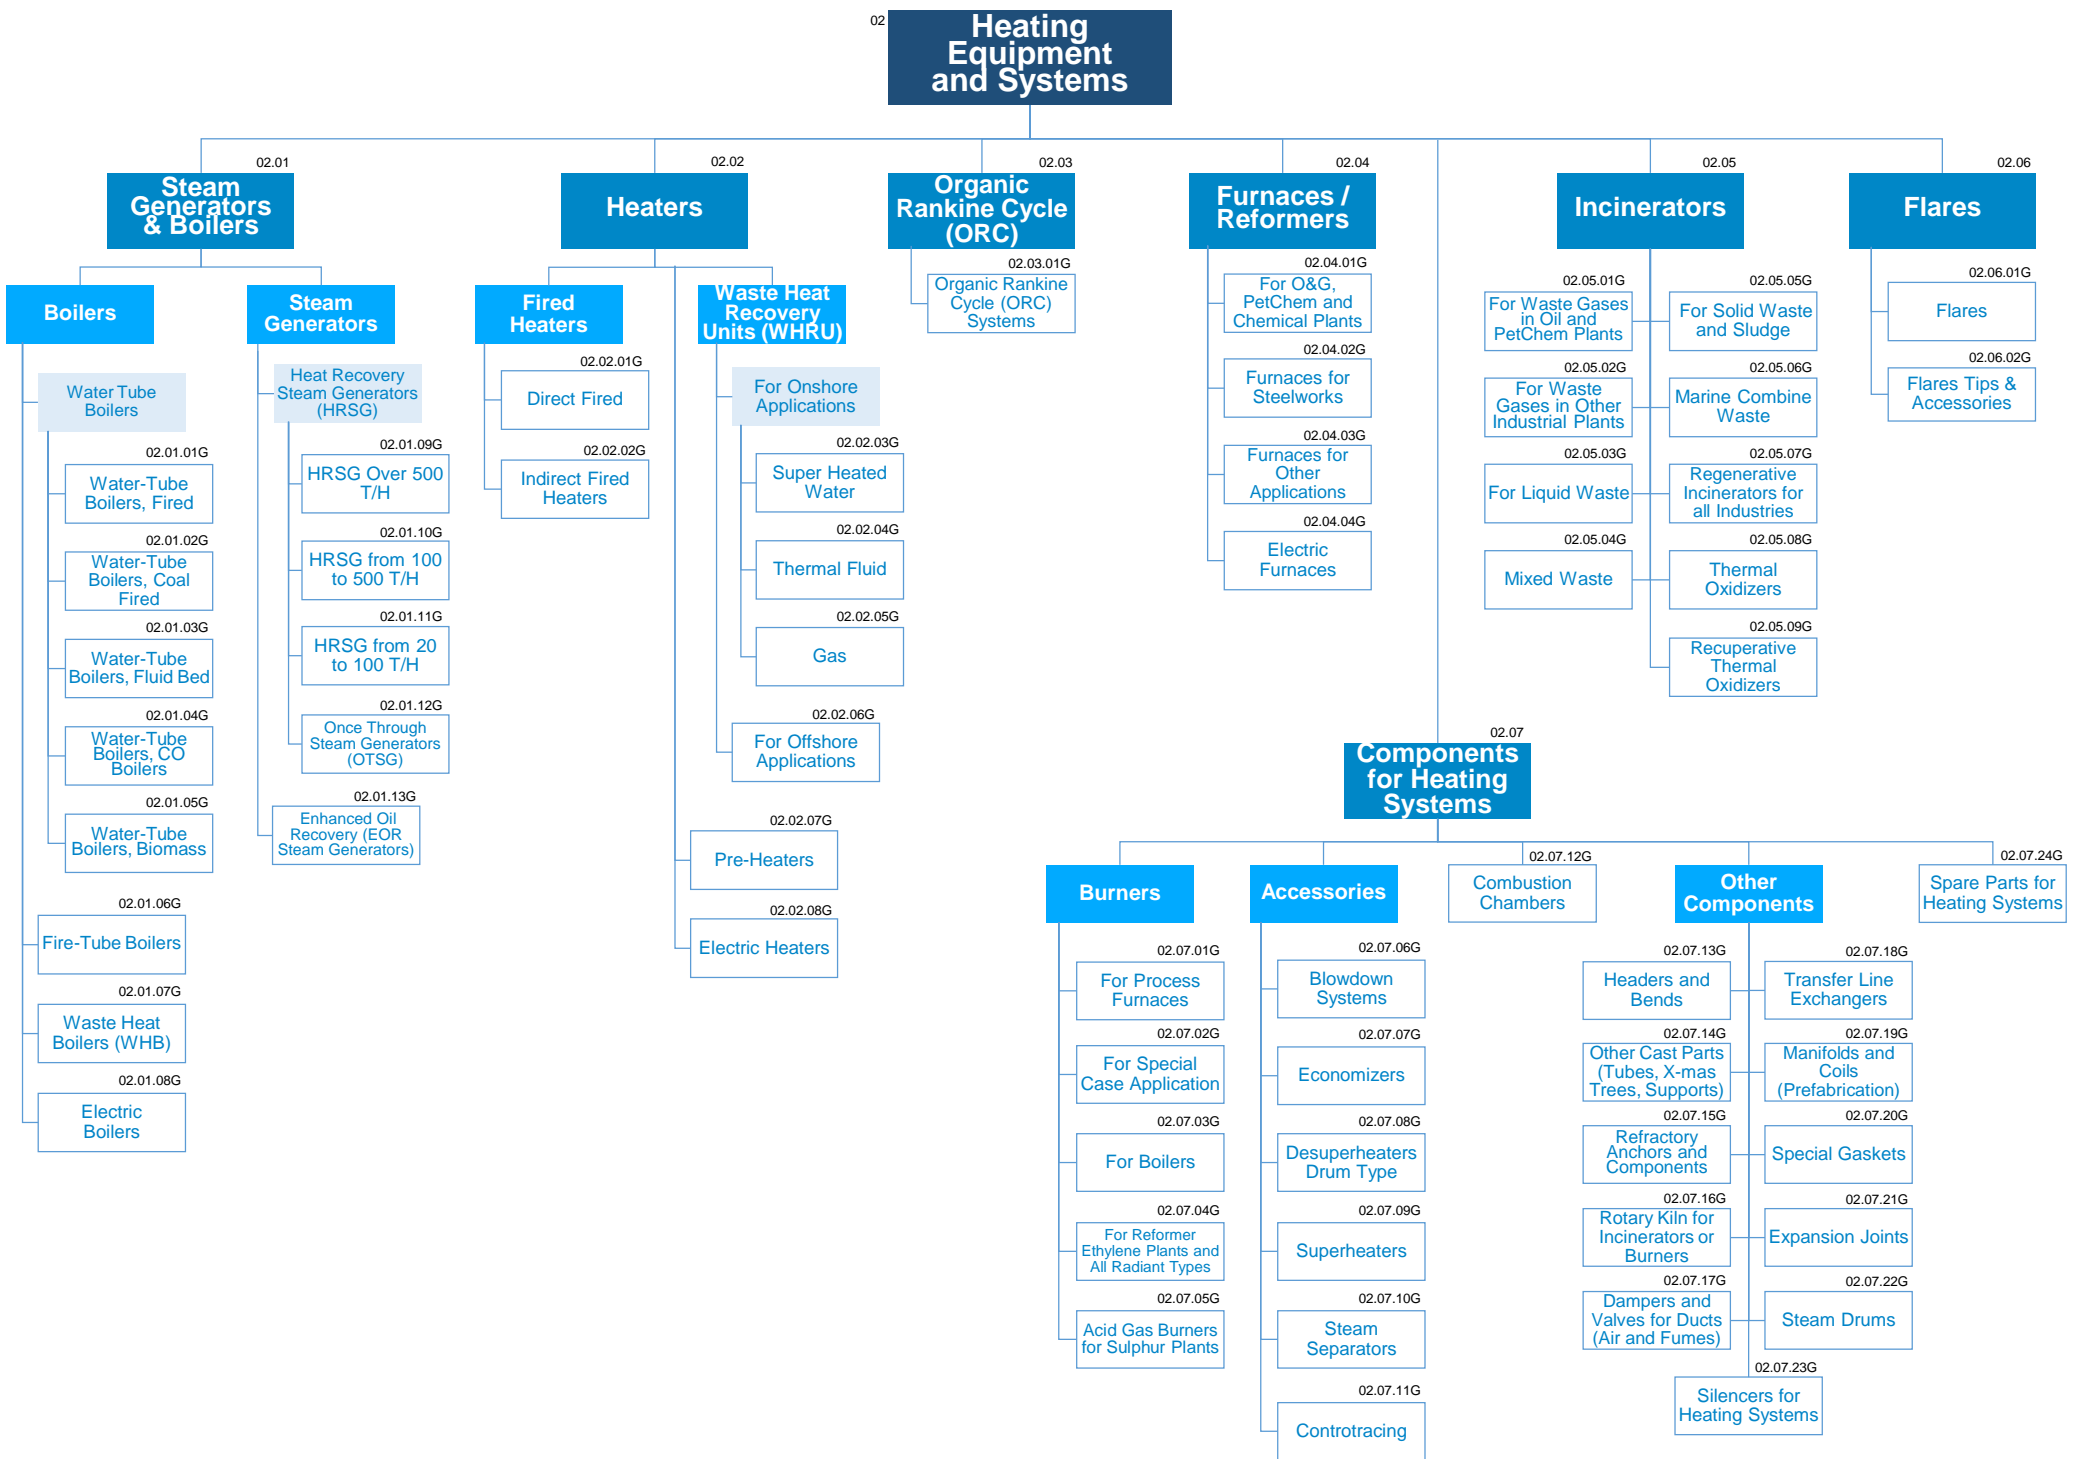 02
Heating
Equipment
and Systems
02.01
Steam
Generators
& Boilers
Boilers
Water Tube
Boilers
02.01.01G
Water-Tube
Boilers, Fired
02.01.02G
Water-Tube
Boilers, Coal
Fired
02.01.03G
Water-Tube
Boilers, Fluid Bed
02.01.04G
Water-Tube
Boilers, CO
Boilers
02.01.05G
Water-Tube
Boilers, Biomass
02.01.06G
Fire-Tube Boilers
02.01.07G
Waste Heat
Boilers (WHB)
02.01.08G
Electric
Boilers
Steam
Generators
Heat Recovery
Steam Generators
(HRSG)
02.01.09G
HRSG Over 500
T/H
02.01.10G
HRSG from 100
to 500 T/H
02.01.11G
HRSG from 20
to 100 T/H
02.01.12G
Once Through
Steam Generators
(OTSG)
02.01.13G
Enhanced Oil
Recovery (EOR
Steam Generators)
02.02
Heaters
Fired
Heaters
02.02.01G
Direct Fired
02.02.02G
Indirect Fired
Heaters
Waste Heat
Recovery
Units (WHRU)
For Onshore
Applications
02.02.03G
Super Heated
Water
02.02.04G
Thermal Fluid
02.02.05G
Gas
02.02.06G
For Offshore
Applications
02.02.07G
Pre-Heaters
02.02.08G
Electric Heaters
02.03
Organic
Rankine Cycle
(ORC)
02.03.01G
Organic Rankine
Cycle (ORC)
Systems
02.04
Furnaces /
Reformers
02.04.01G
For O&G,
PetChem and
Chemical Plants
02.04.02G
Furnaces for
Steelworks
02.04.03G
Furnaces for
Other
Applications
02.04.04G
Electric
Furnaces
02.05
Incinerators
02.05.01G
For Waste Gases
in Oil and
PetChem Plants
02.05.02G
For Waste
Gases in Other
Industrial Plants
02.05.03G
For Liquid Waste
02.05.04G
Mixed Waste
02.05.05G
For Solid Waste
and Sludge
02.05.06G
Marine Combine
Waste
02.05.07G
Regenerative
Incinerators for
all Industries
02.05.08G
Thermal
Oxidizers
02.05.09G
Recuperative
Thermal
Oxidizers
02.06
Flares
02.06.01G
Flares
02.06.02G
Flares Tips &
Accessories
02.07
Components
for Heating
Systems
Burners
02.07.01G
For Process
Furnaces
02.07.02G
For Special
Case Application
02.07.03G
For Boilers
02.07.04G
For Reformer
Ethylene Plants and
All Radiant Types
02.07.05G
Acid Gas Burners
for Sulphur Plants
Accessories
02.07.06G
Blowdown
Systems
02.07.07G
Economizers
02.07.08G
Desuperheaters
Drum Type
02.07.09G
Superheaters
02.07.10G
Steam
Separators
02.07.11G
Controtracing
02.07.12G
Combustion
Chambers
Other
Components
02.07.13G
Headers and
Bends
02.07.14G
Other Cast Parts
(Tubes, X-mas
Trees, Supports)
02.07.15G
Refractory
Anchors and
Components
02.07.16G
Rotary Kiln for
Incinerators or
Burners
02.07.17G
Dampers and
Valves for Ducts
(Air and Fumes)
02.07.18G
Transfer Line
Exchangers
02.07.19G
Manifolds and
Coils
(Prefabrication)
02.07.20G
Special Gaskets
02.07.21G
Expansion Joints
02.07.22G
Steam Drums
02.07.23G
Silencers for
Heating Systems
02.07.24G
Spare Parts for
Heating Systems